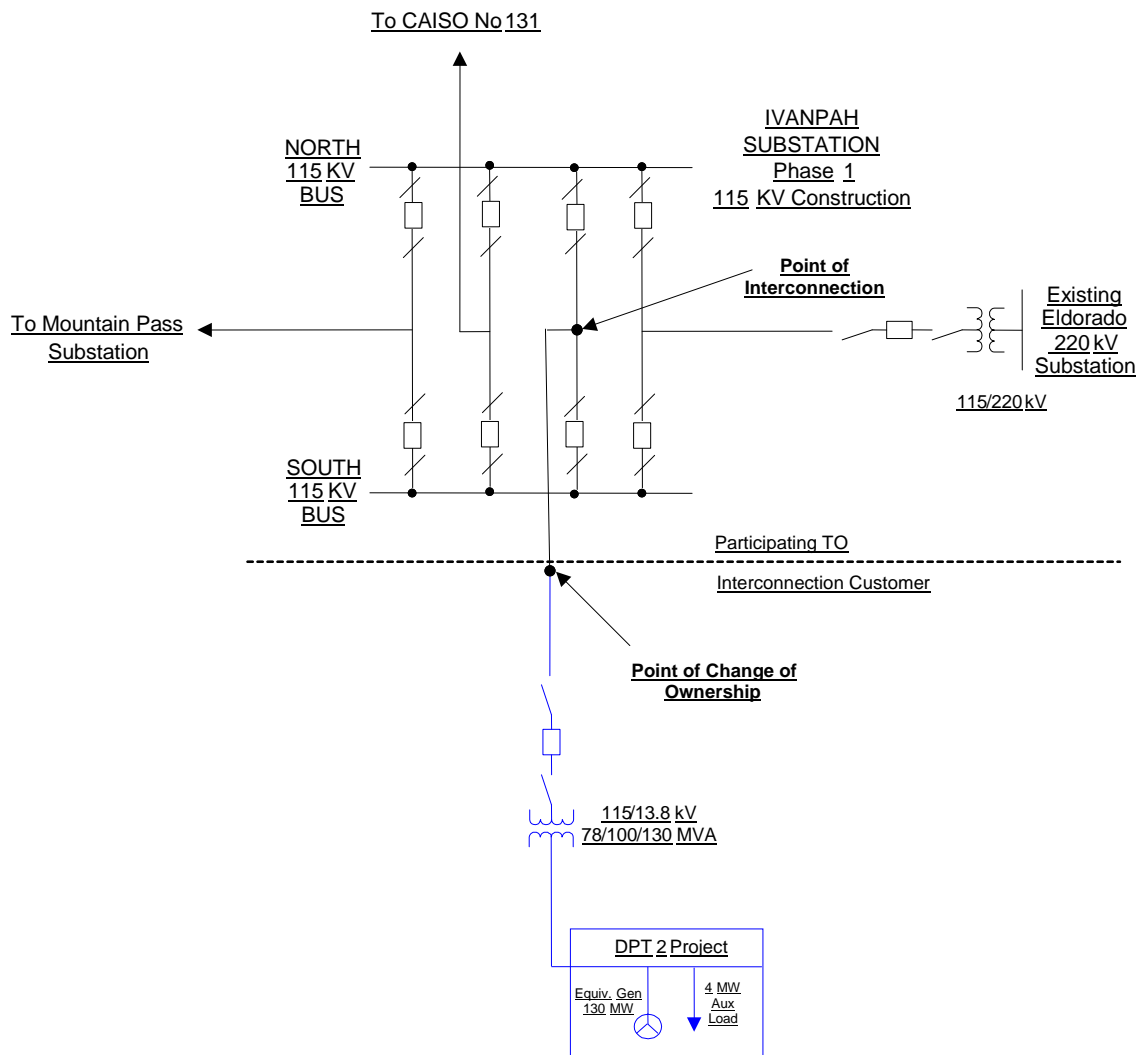 To CAISO No 131
NORTH
115 KV
BUS
IVANPAH
SUBSTATION
Phase 1
115 KV Construction
Point of
Interconnection
To Mountain Pass
Substation
Existing
Eldorado
220 kV
Substation
115/220 kV
SOUTH
115 KV
BUS
Participating TO
Interconnection Customer
Point of Change of
Ownership
115/13.8 kV
78/100/130 MVA
DPT 2 Project
Equiv. Gen
130 MW
4 MW
Aux
Load